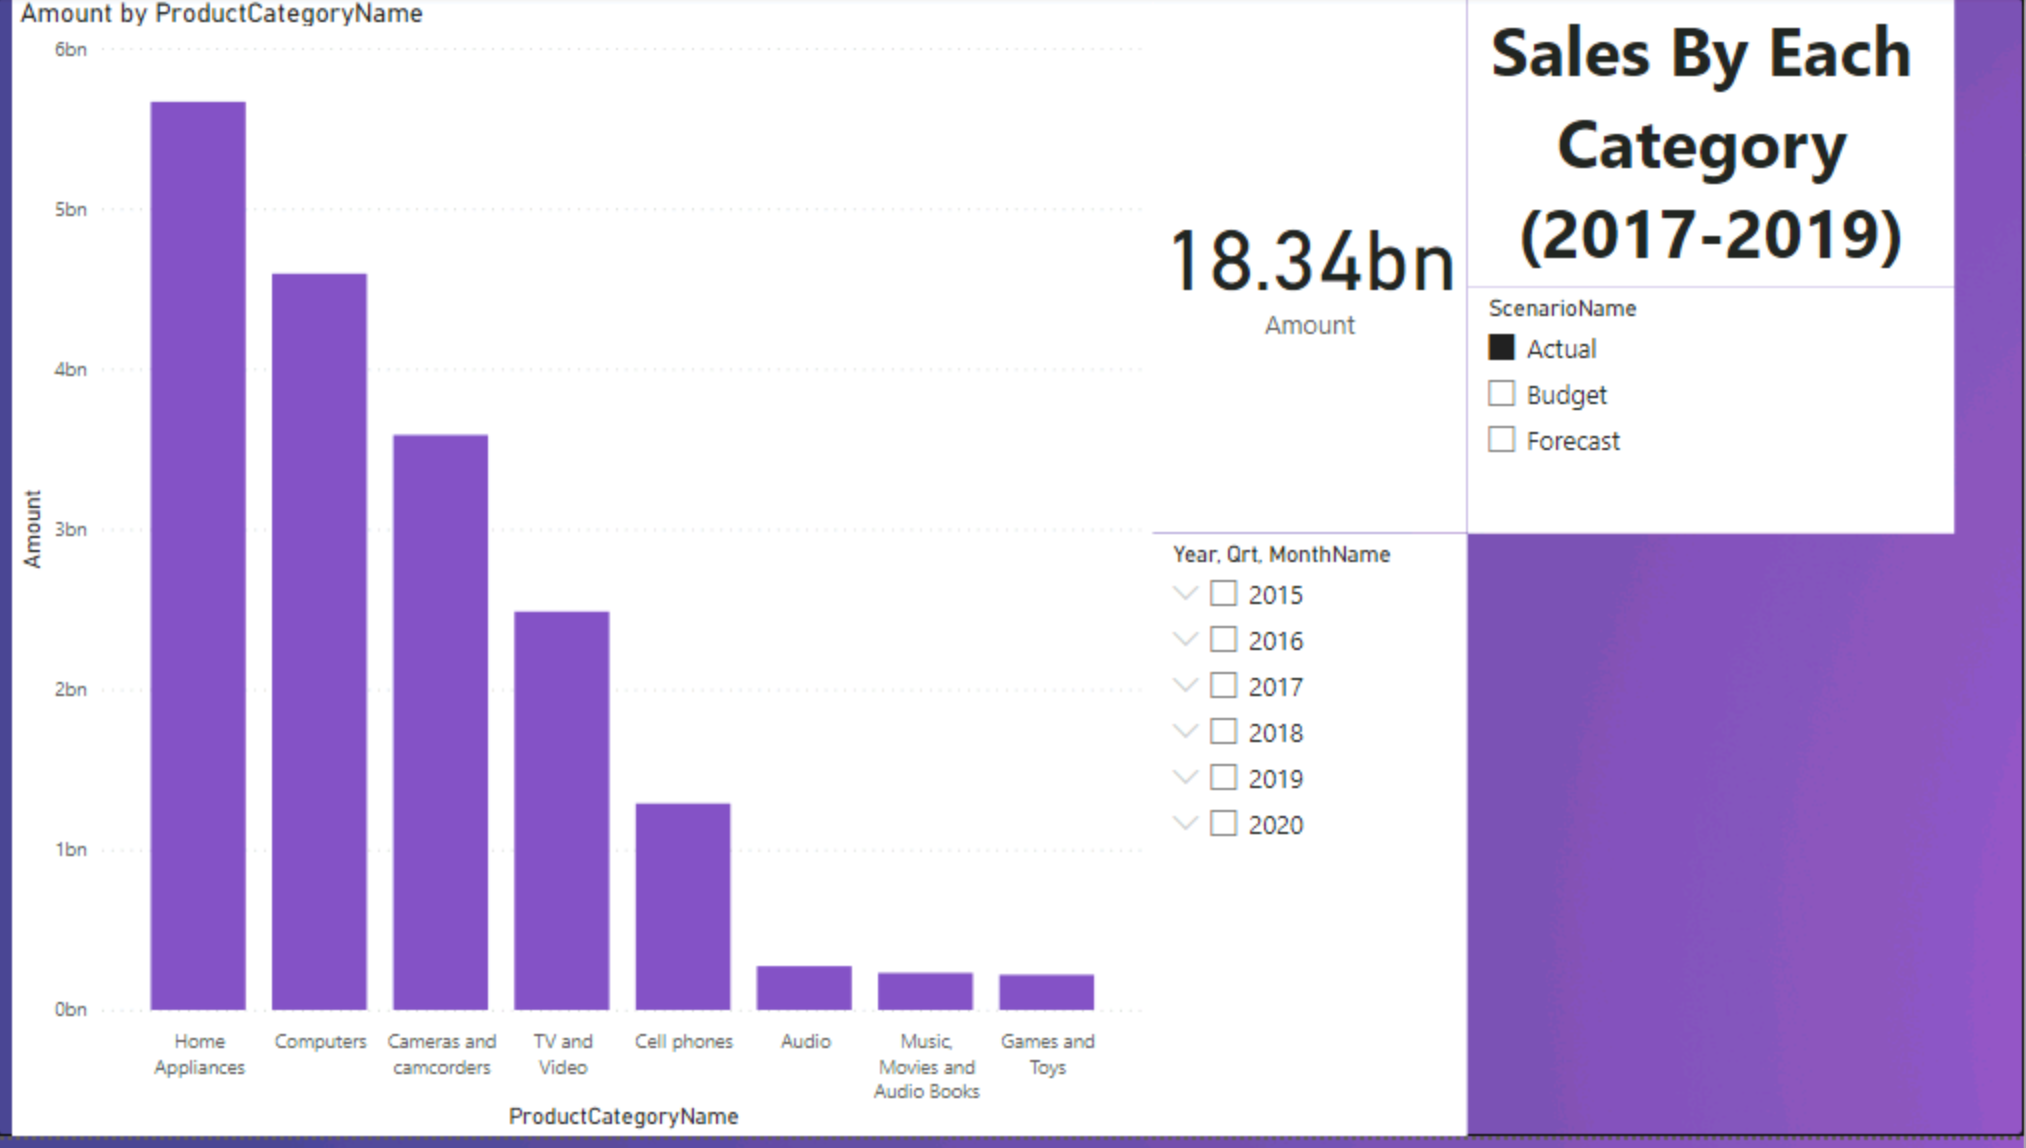 Amount by ProductCategoryName
6bn
5bn
4bn
3bn
2bn
1bn
0bn
Amount
Home
Appliances
Computers
Cameras and
camcorders
TV and
Video
Cell phones
Audio
Music,
Movies and
Audio Books
Games and
Toys
ProductCategoryName
18.34bn
Amount
Year, Qrt, MonthName
2015
2016
2017
2018
2019
2020
Sales By Each
Category
(2017-2019)
ScenarioName
Actual
Budget
Forecast